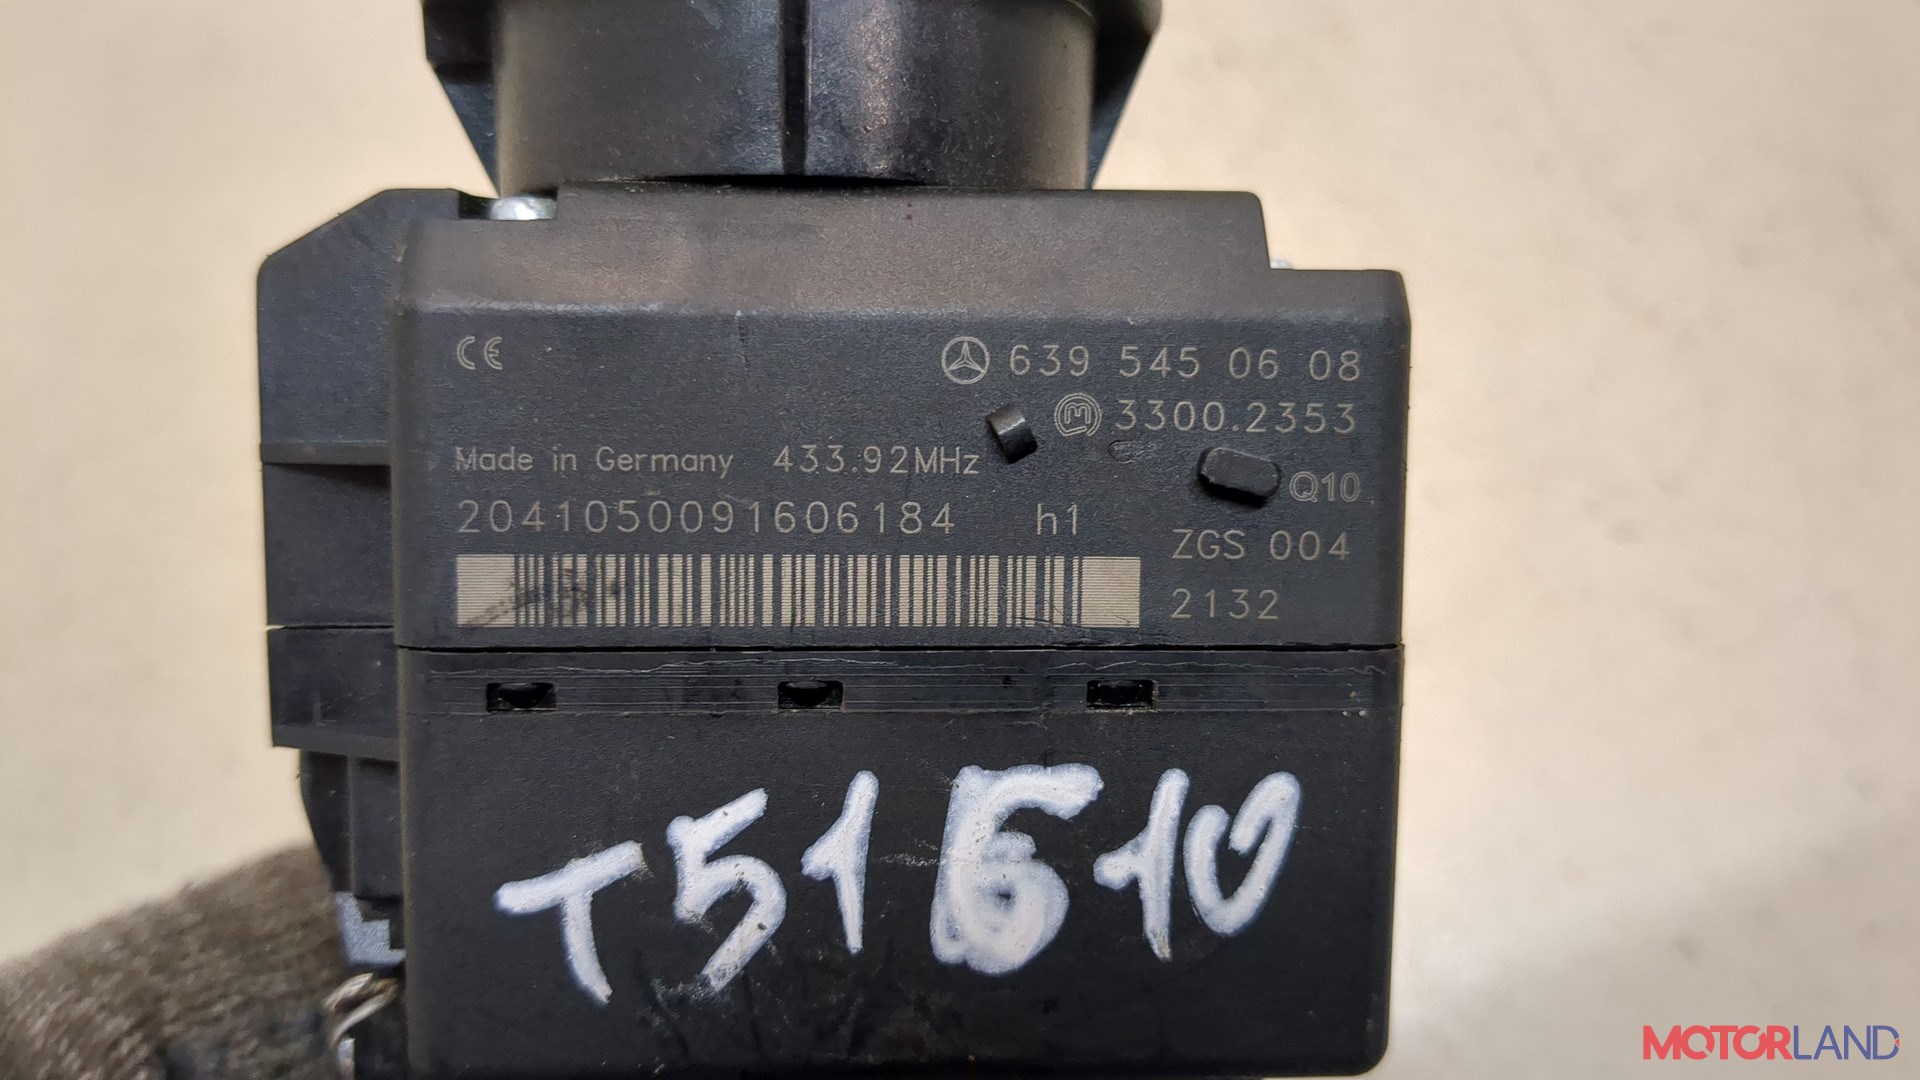 CE 639 545 06 08
M 3300.2353
Made in Germany 433.92MHz
Q10
2041050091606184 h1
ZGS 004
2132
T51Б10
MOTORLAND